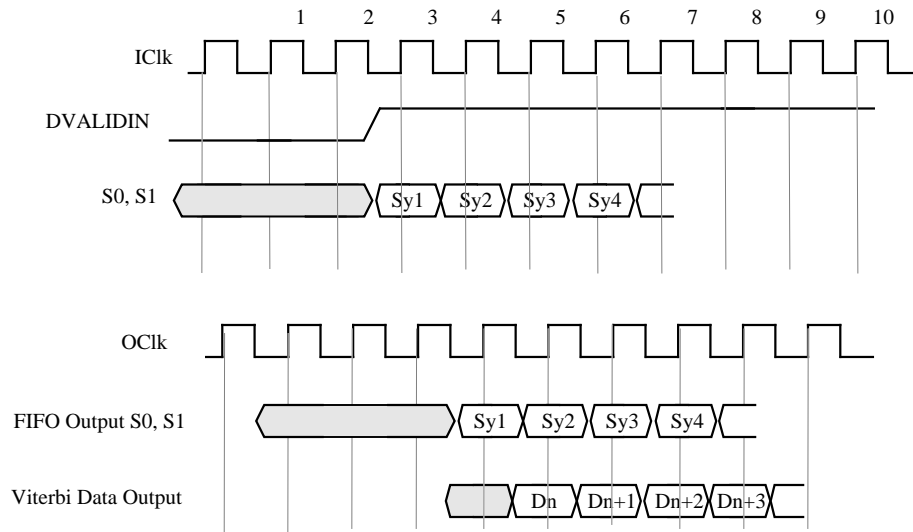 1 2 3 4 5 6 7 8 9 10
IClk
DVALIDIN
S0, S1 Sy1 Sy2 Sy3 Sy4
OClk
FIFO Output S0, S1 Sy1 Sy2 Sy3 Sy4
Viterbi Data Output Dn Dn+1 Dn+2 Dn+3